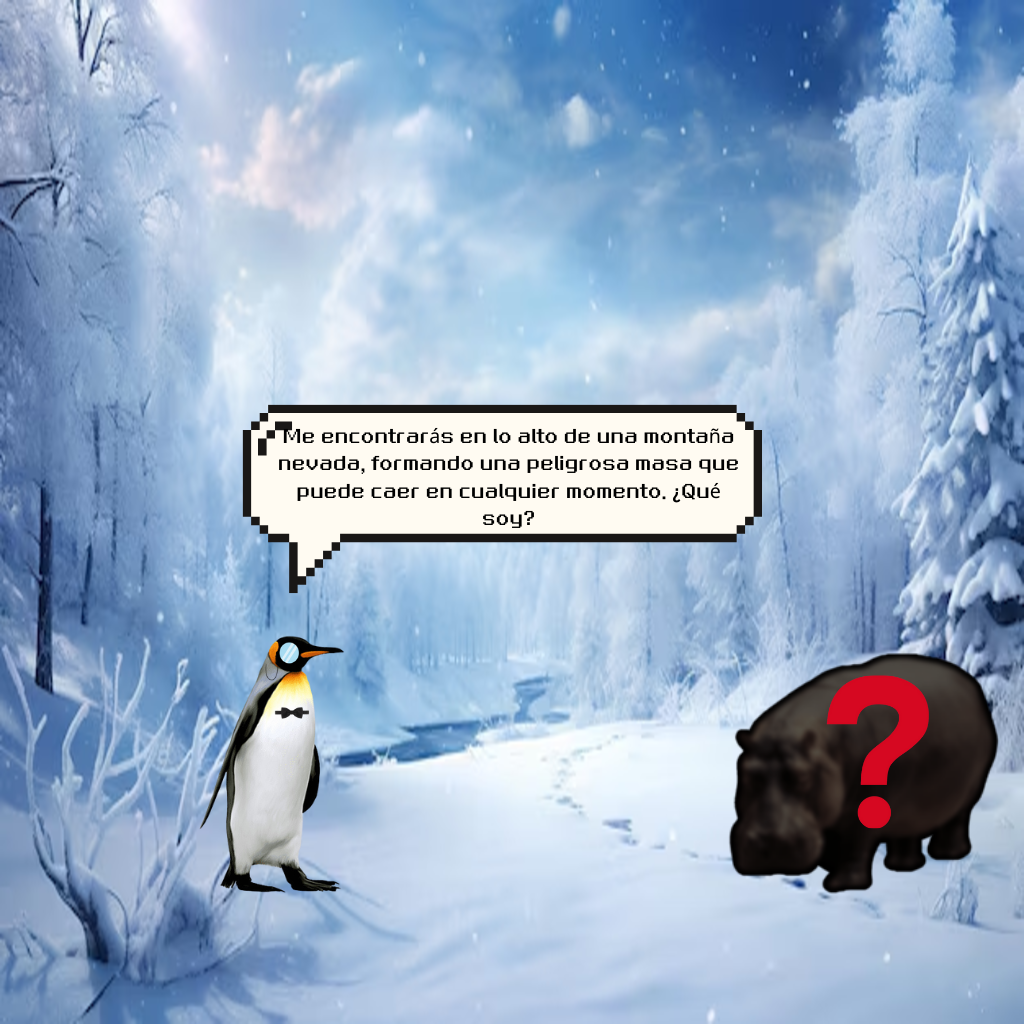 Me encontrarás en lo alto de una montaña
nevada, formando una peligrosa masa que
puede caer en cualquier momento. ¿Qué
soy?
?